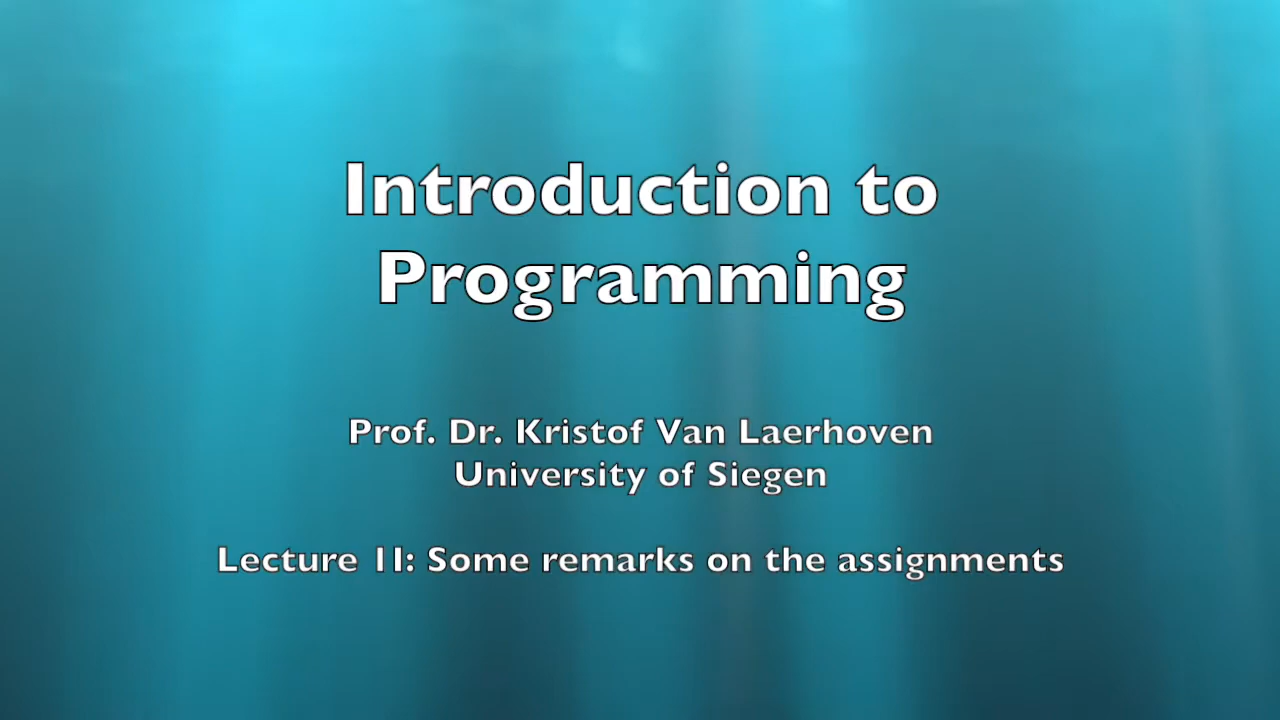 Introduction to
Programming
Prof. Dr. Kristof Van Laerhoven
University of Siegen
Lecture 11: Some remarks on the assignments